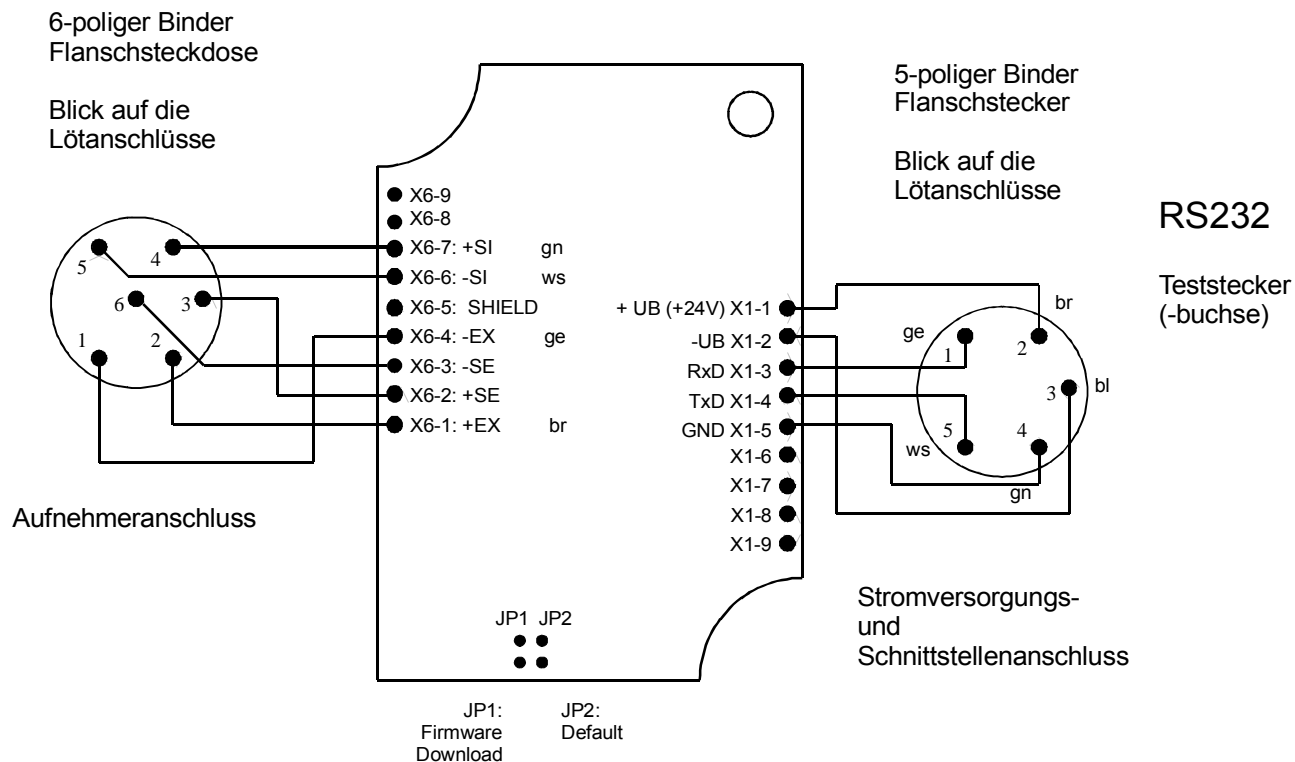 6-poliger Binder
Flanschsteckdose
Blick auf die
Lötanschlüsse
5
4
6
3
1
2
Aufnehmeranschluss
X6-9
X6-8
X6-7: +SI gn
X6-6: -SI ws
X6-5: SHIELD
X6-4: -EX ge
X6-3: -SE
X6-2: +SE
X6-1: +EX br
+ UB (+24V) X1-1
-UB X1-2
RxD X1-3
TxD X1-4
GND X1-5
X1-6
X1-7
X1-8
X1-9
JP1 JP2
JP1:
Firmware
Download
JP2:
Default
5-poliger Binder
Flanschstecker
Blick auf die
Lötanschlüsse
br
ge
1
2
3 bl
5
4
ws
gn
Stromversorgungs-
und
Schnittstellenanschluss
RS232
Teststecker
(-buchse)